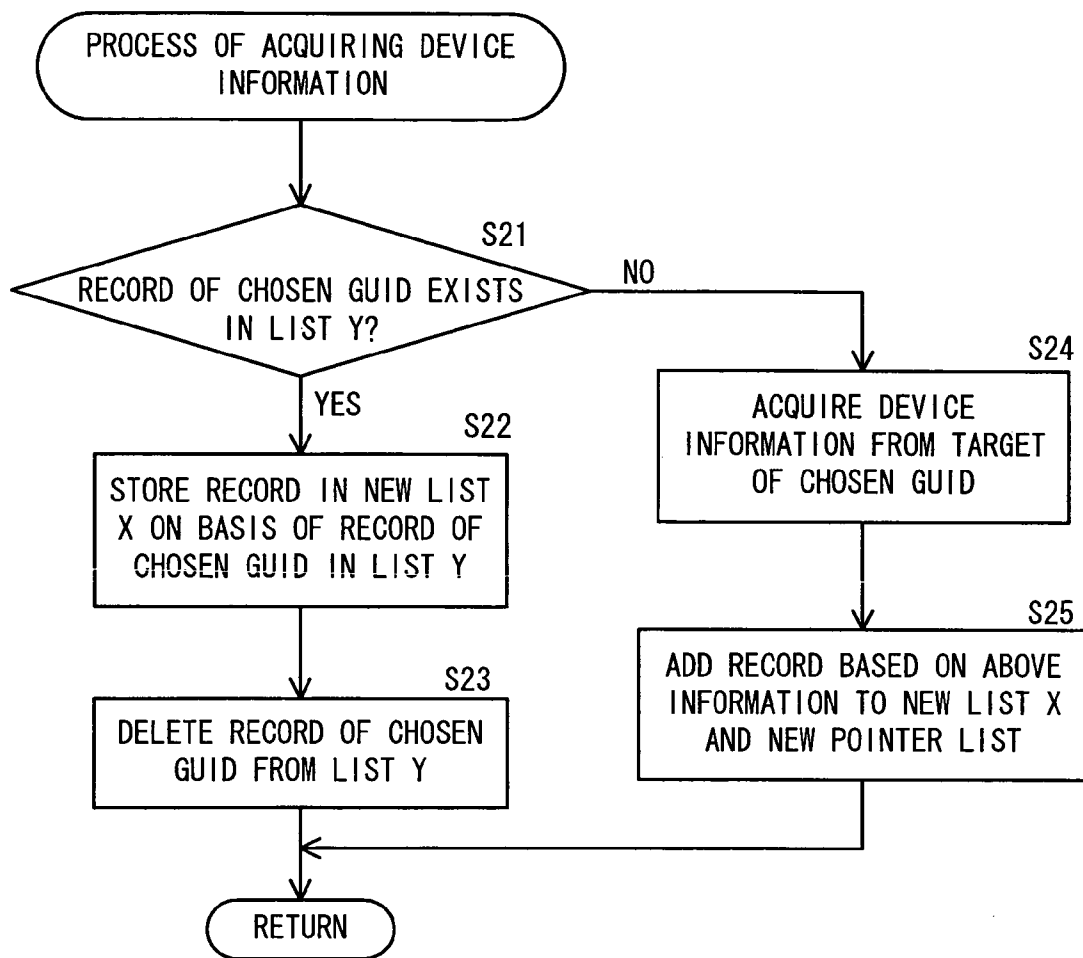 PROCESS OF ACQUIRING DEVICE
INFORMATION
S21
RECORD OF CHOSEN GUID EXISTS
IN LIST Y?
NO
YES
S22
STORE RECORD IN NEW LIST
X ON BASIS OF RECORD OF
CHOSEN GUID IN LIST Y
S23
DELETE RECORD OF CHOSEN
GUID FROM LIST Y
S24
ACQUIRE DEVICE
INFORMATION FROM TARGET
OF CHOSEN GUID
S25
ADD RECORD BASED ON ABOVE
INFORMATION TO NEW LIST X
AND NEW POINTER LIST
RETURN